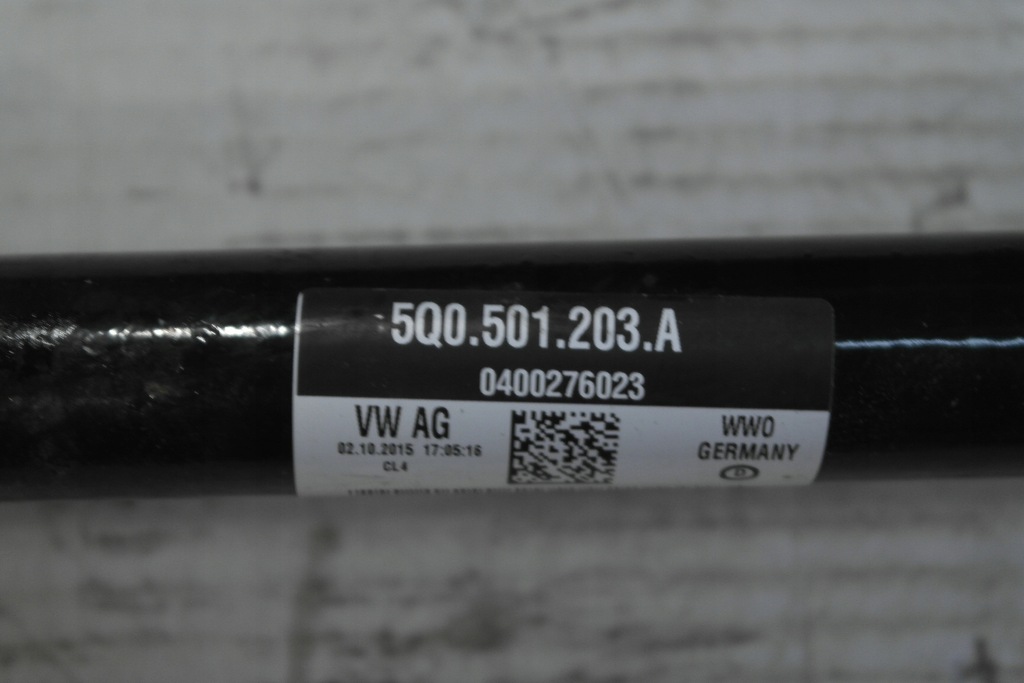 5Q0.501.203.A
0400276023
VW AG
02.10.2015 17:05:16
CL4
WWO
GERMANY
D